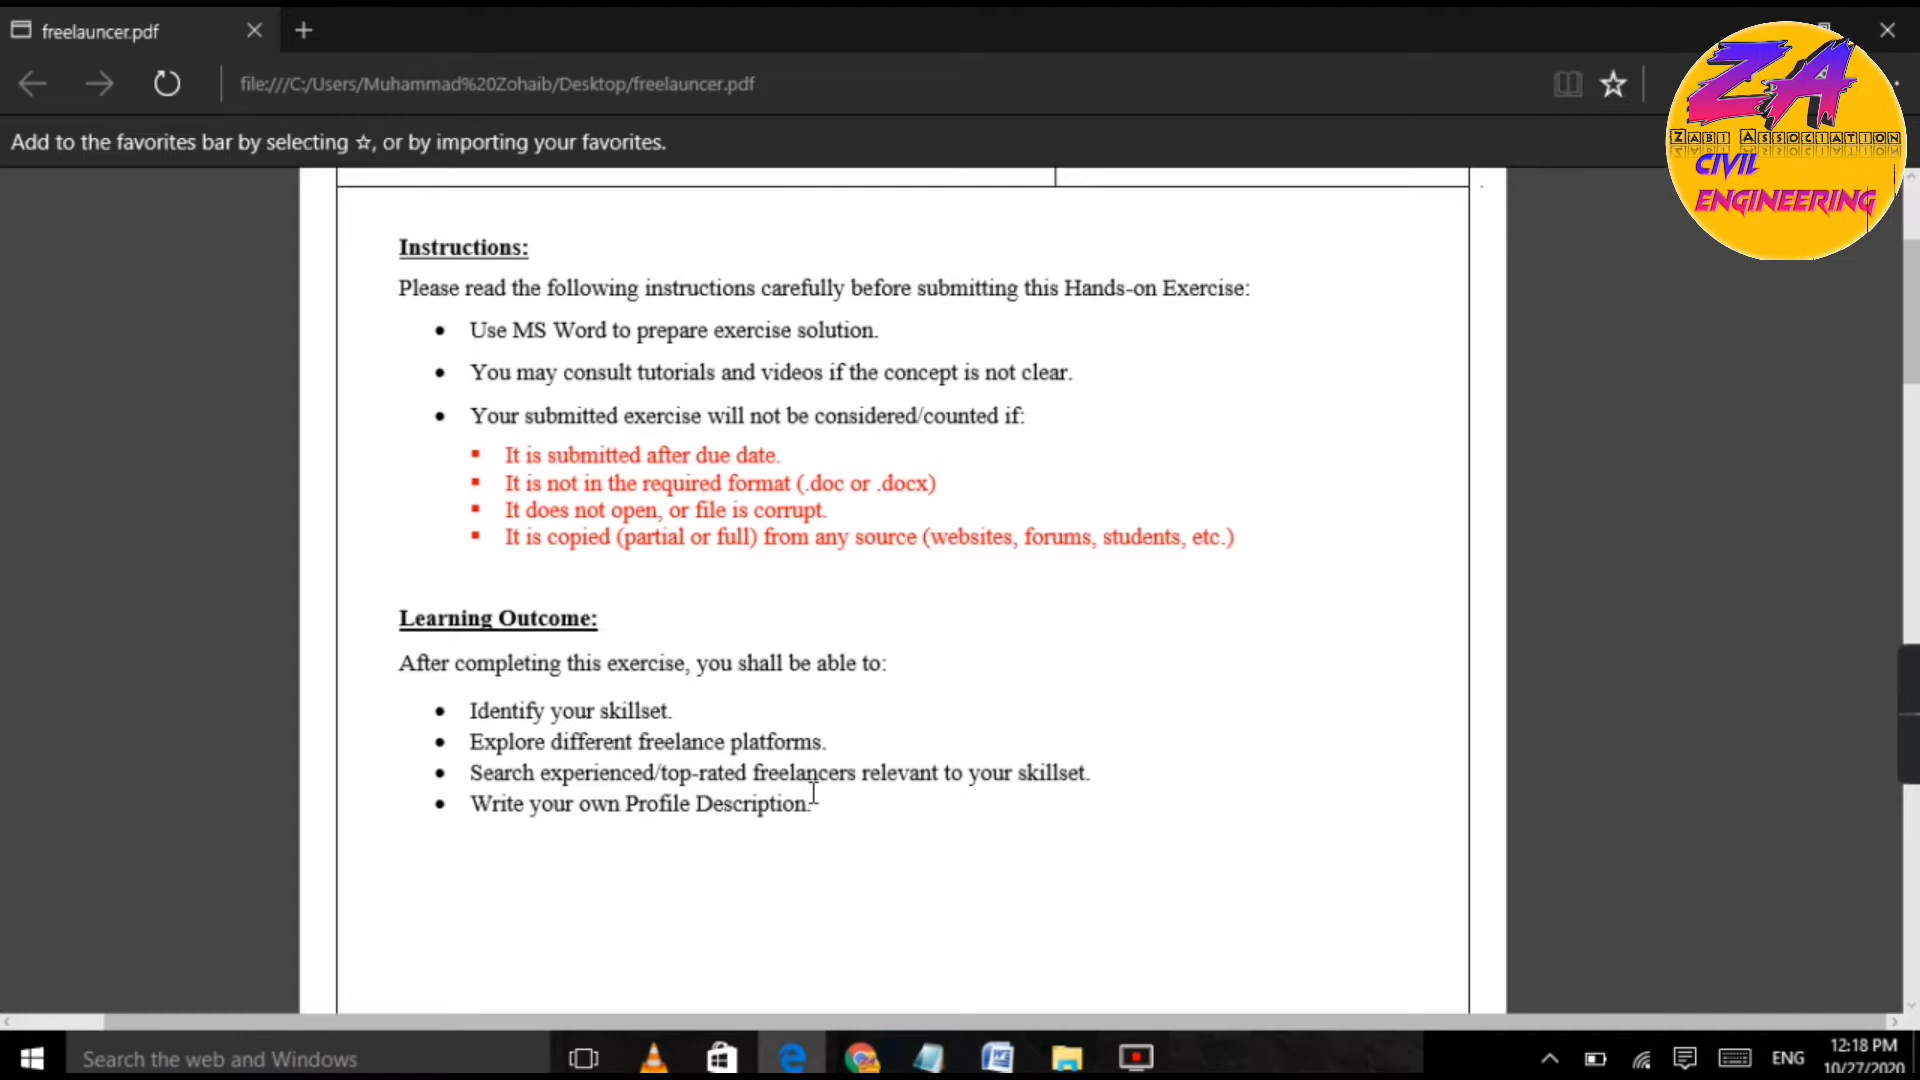 freelauncer.pdf
file:///C:/Users/Muhammad%20Zohaib/Desktop/freelauncer.pdf
Add to the favorites bar by selecting ☆, or by importing your favorites.
ZA
ZABI ASSOCIATION
CIVIL
ENGINEERING
Instructions:
Please read the following instructions carefully before submitting this Hands-on Exercise:
• Use MS Word to prepare exercise solution.
• You may consult tutorials and videos if the concept is not clear.
• Your submitted exercise will not be considered/counted if:
▪ It is submitted after due date.
▪ It is not in the required format (.doc or .docx)
▪ It does not open, or file is corrupt.
▪ It is copied (partial or full) from any source (websites, forums, students, etc.)
Learning Outcome:
After completing this exercise, you shall be able to:
• Identify your skillset.
• Explore different freelance platforms.
• Search experienced/top-rated freelancers relevant to your skillset.
• Write your own Profile Description.
Search the web and Windows
ENG
12:18 PM
10/27/2020